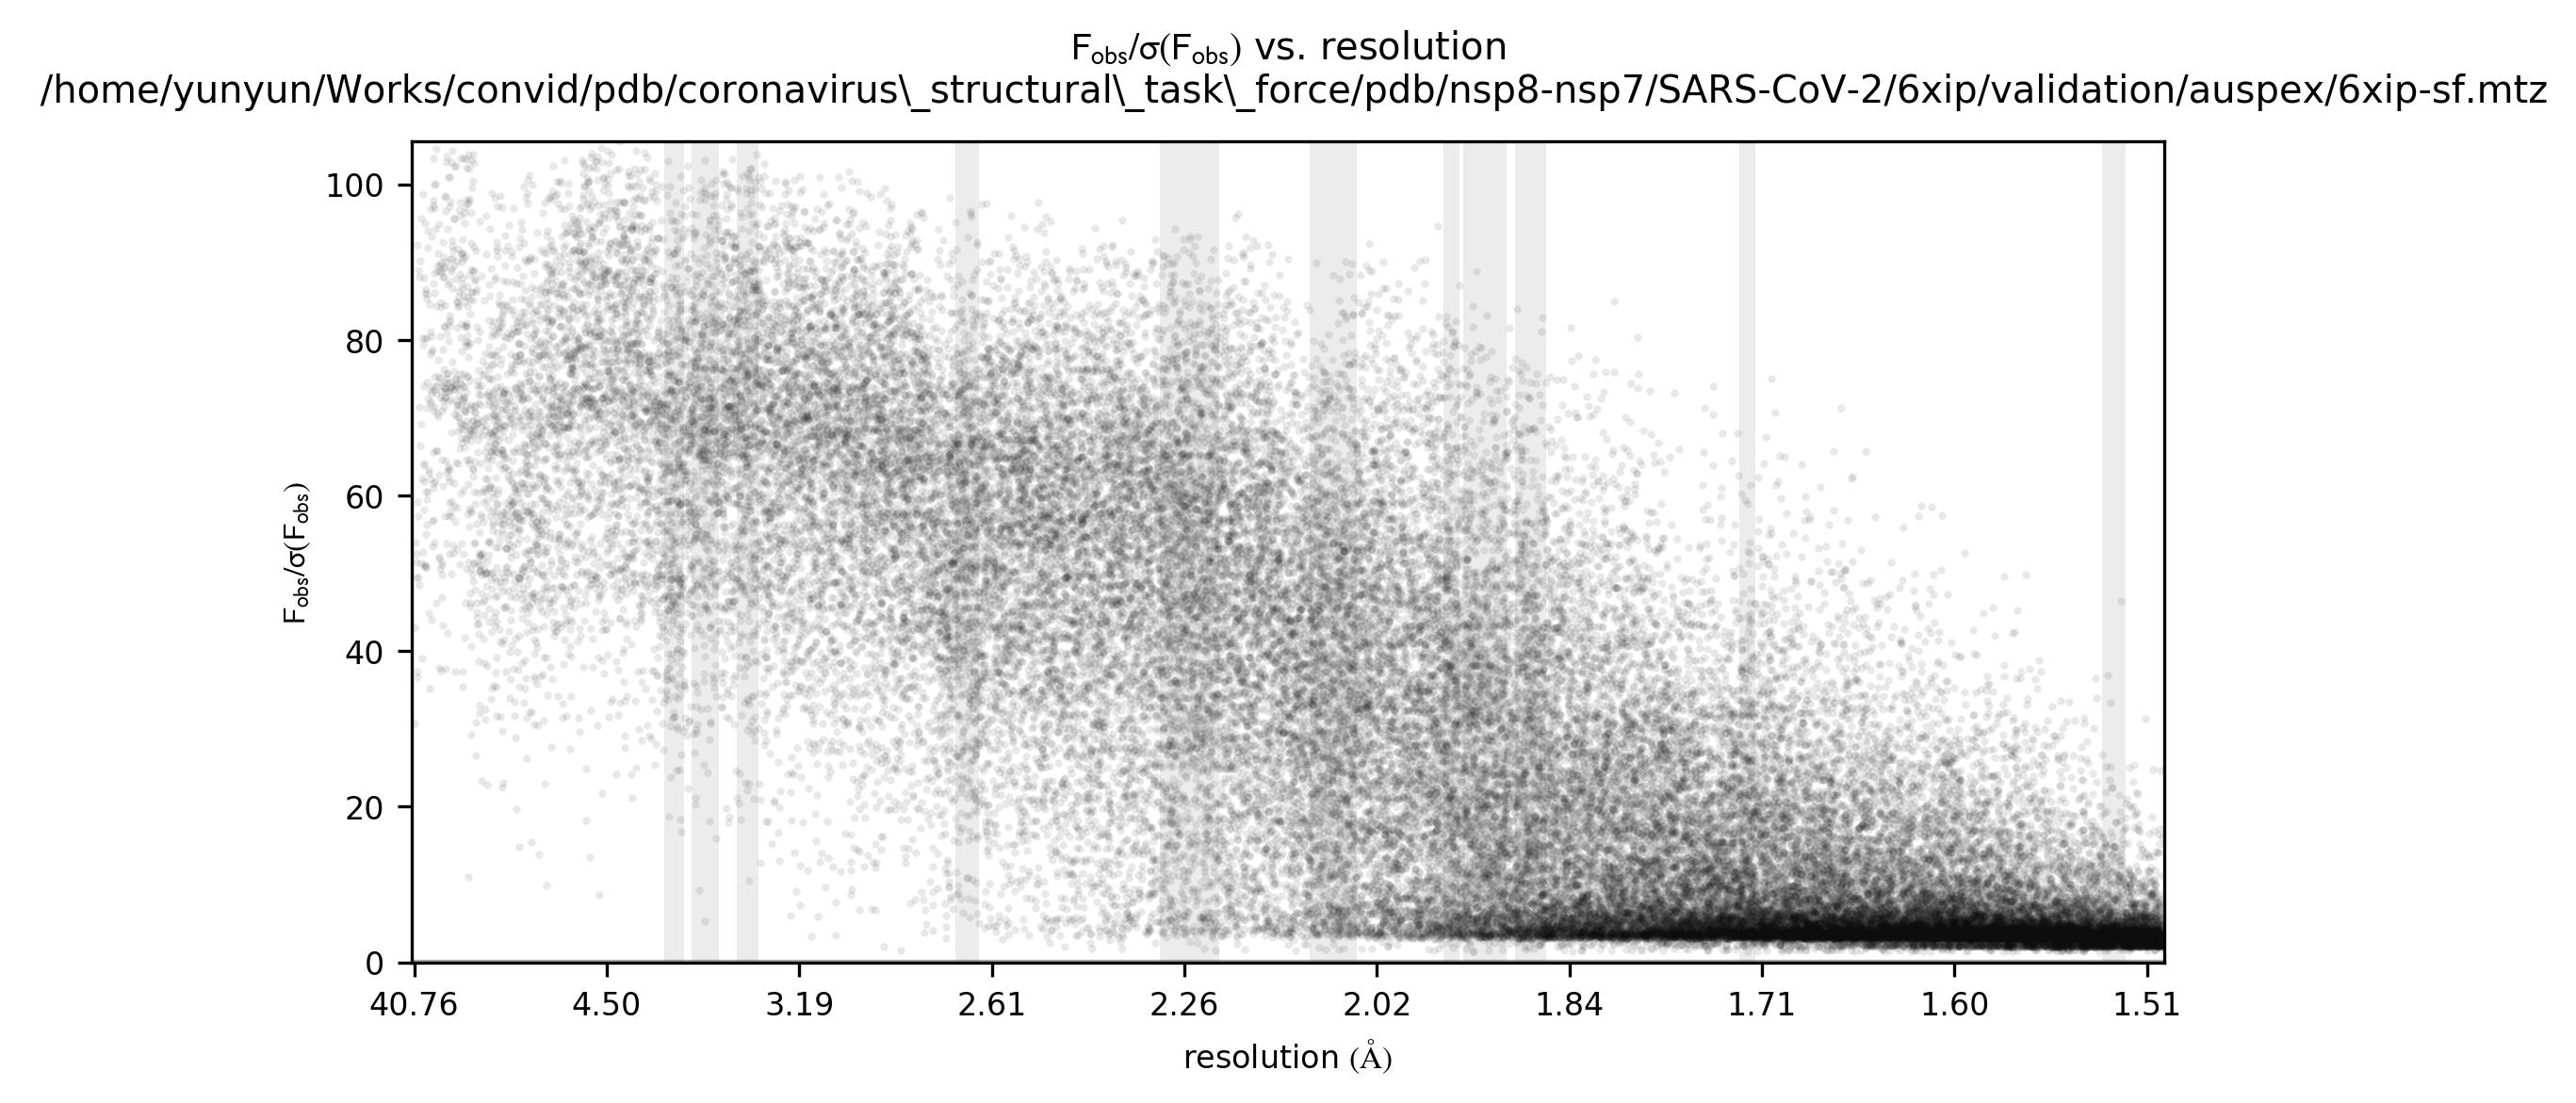 Fobs/σ(Fobs) vs. resolution
/home/yunyun/Works/convid/pdb/coronavirus\_structural\_task\_force/pdb/nsp8-nsp7/SARS-CoV-2/6xip/validation/auspex/6xip-sf.mtz
100
80
60
40
20
0
Fobs/σ(Fobs)
40.76 4.50 3.19 2.61 2.26 2.02 1.84 1.71 1.60 1.51
resolution (Å)